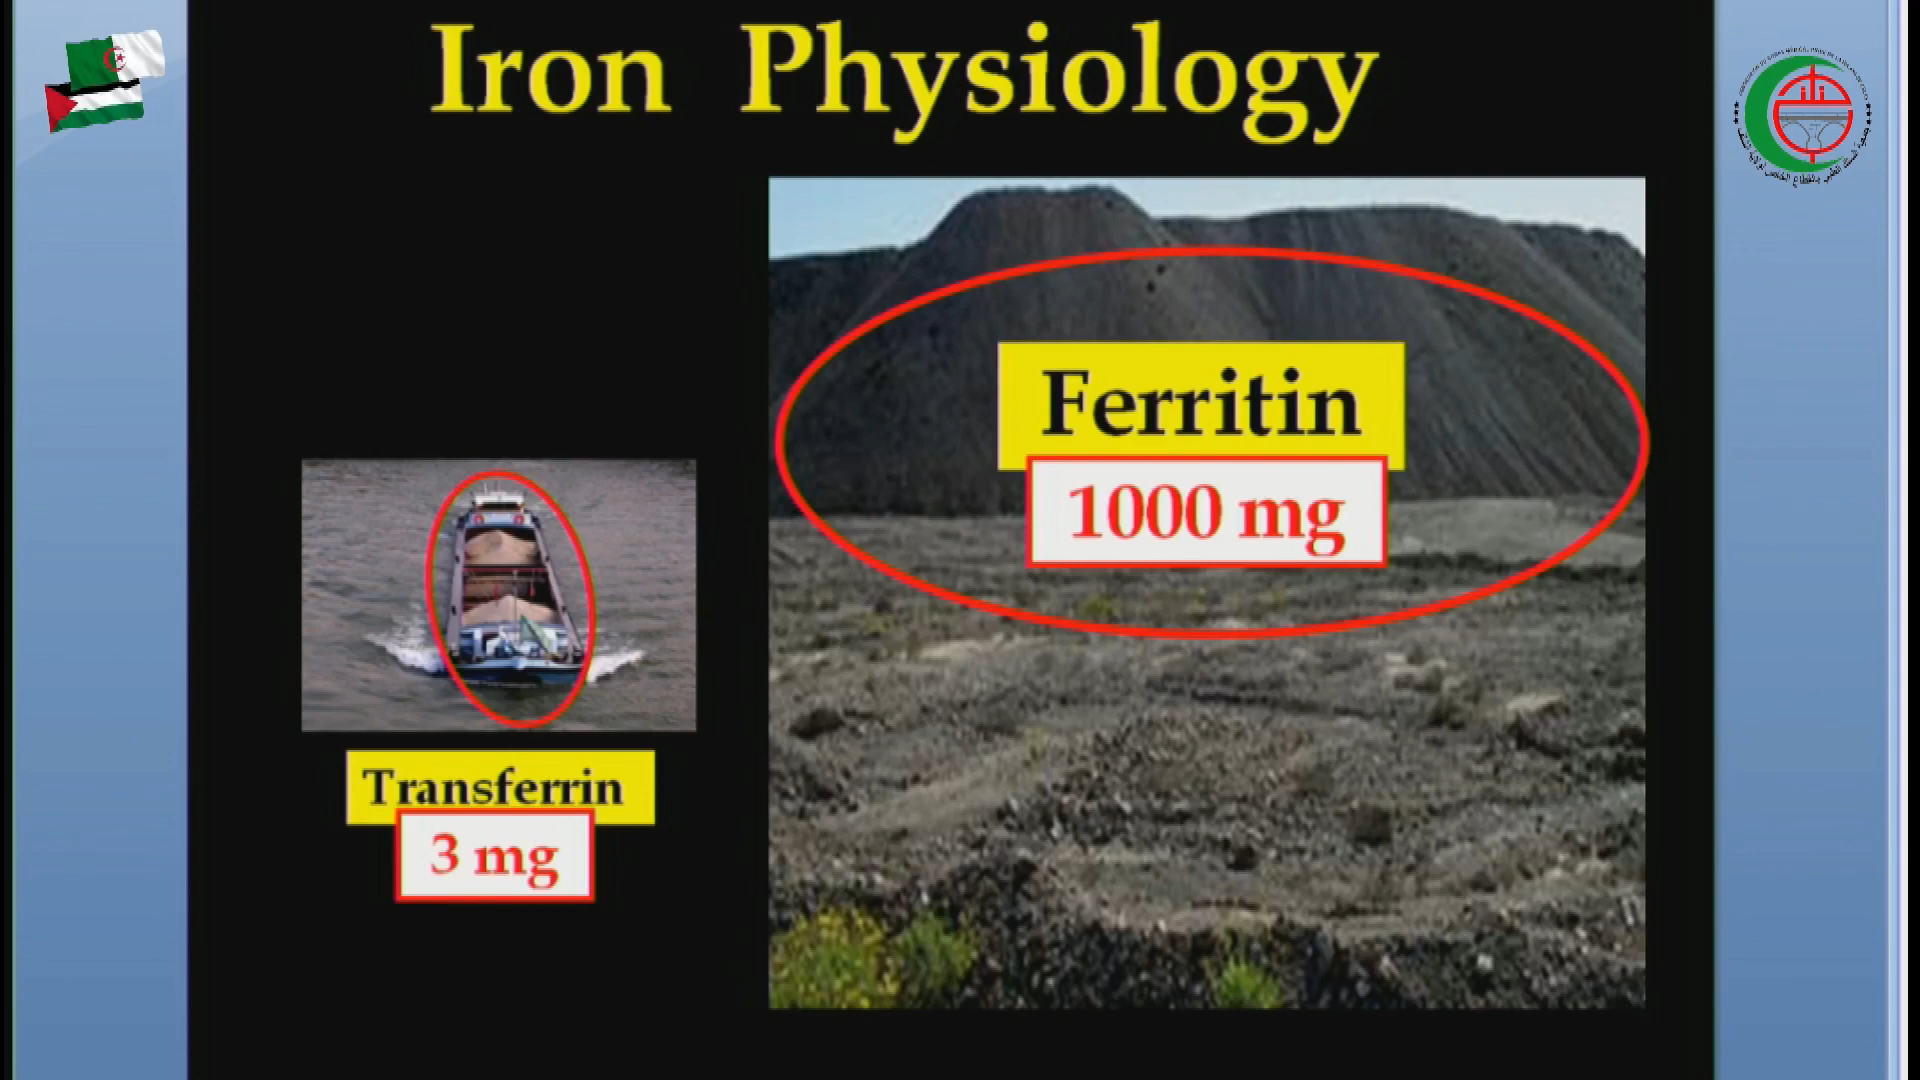 Iron Physiology
Ferritin
1000 mg
Transferrin
3 mg